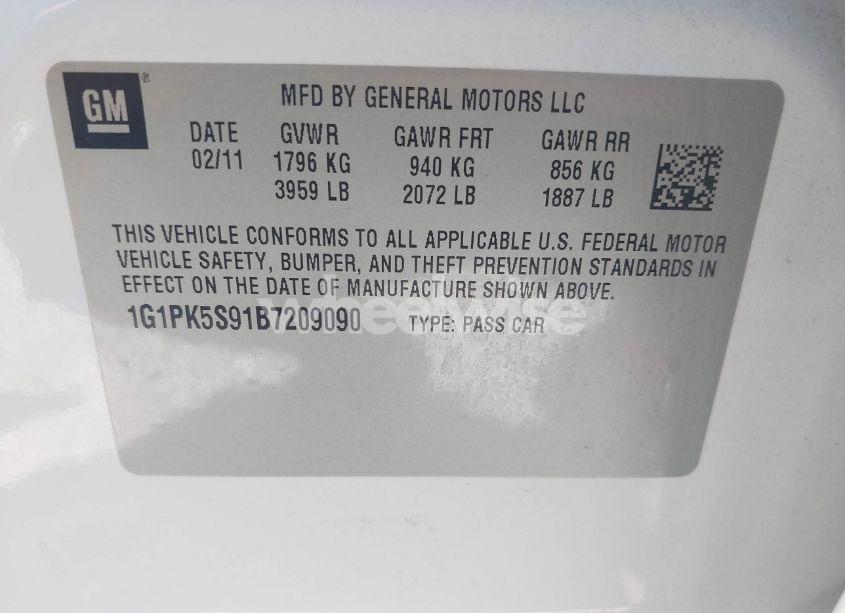 GM®
MFD BY GENERAL MOTORS LLC
DATE GVWR GAWR FRT GAWR RR
02/11 1796 KG 940 KG 856 KG
3959 LB 2072 LB 1887 LB
THIS VEHICLE CONFORMS TO ALL APPLICABLE U.S. FEDERAL MOTOR
VEHICLE SAFETY, BUMPER, AND THEFT PREVENTION STANDARDS IN
EFFECT ON THE DATE OF MANUFACTURE SHOWN ABOVE.
wheelwise
1G1PK5S91B7209090 TYPE: PASS CAR